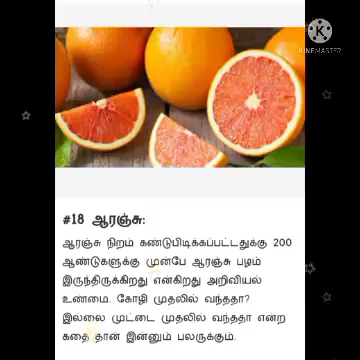 KINEMASTER
#18 ஆரஞ்சு:
ஆரஞ்சு நிறம் கண்டுபிடிக்கப்பட்டதுக்கு 200
ஆண்டுகளுக்கு முன்பே ஆரஞ்சு பழம்
இருந்திருக்கிறது என்கிறது அறிவியல்
உண்மை. கோழி முதலில் வந்ததா?
இல்லை முட்டை முதலில் வந்ததா என்ற
கதை தான் இன்னும் பலருக்கும்.